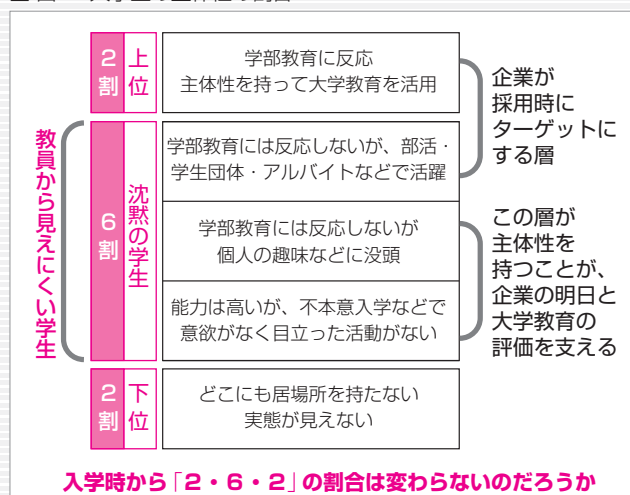 2割
上位
学部教育に反応
主体性を持って大学教育を活用
企業が
採用時に
ターゲットに
する層
教員から見えにくい学生
6割
沈黙の学生
学部教育には反応しないが、部活・
学生団体・アルバイトなどで活躍
学部教育には反応しないが
個人の趣味などに没頭
能力は高いが、不本意入学などで
意欲がなく目立った活動がない
この層が
主体性を
持つことが、
企業の明日と
大学教育の
評価を支える
2割
下位
どこにも居場所を持たない
実態が見えない
入学時から「2・6・2」の割合は変わらないのだろうか